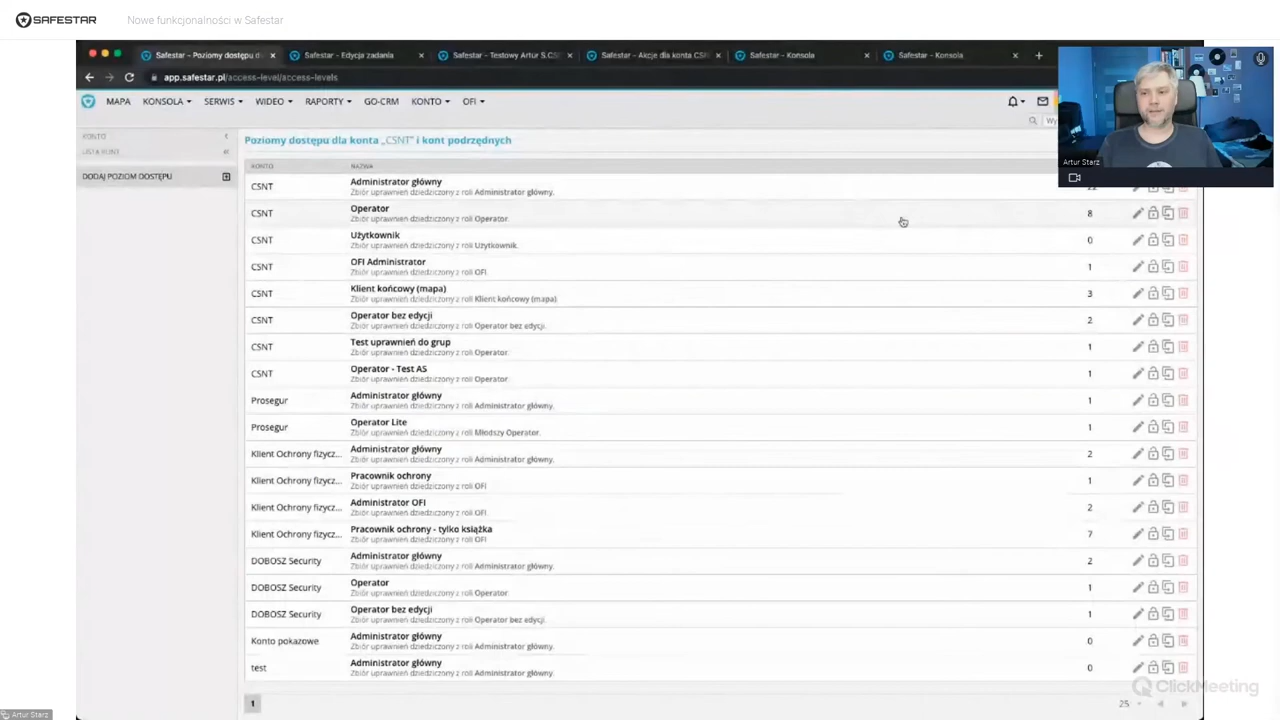 SAFESTAR
Nowe funkcjonalności w Safestar
Safestar - Poziomy dostępu d
Safestar - Edycja zadania
Safestar - Testowy Artur S.CS
Safestar - Akcje dla konta CS
Safestar - Konsola
Safestar - Konsola
app.safestar.pl/access-level/access-levels
MAPA KONSOLA SERWIS WIDEO RAPORTY GO-CRM KONTO OFI
Wy
Artur Starz
KONTO
LISTA KONT
DODAJ POZIOM DOSTĘPU
Poziomy dostępu dla konta „CSNT” i kont podrzędnych
KONTO NAZWA
CSNT Administrator główny 22
Zbiór uprawnień dziedziczony z roli Administrator główny.
CSNT Operator 8
Zbiór uprawnień dziedziczony z roli Operator.
CSNT Użytkownik 0
Zbiór uprawnień dziedziczony z roli Użytkownik.
CSNT OFI Administrator 1
Zbiór uprawnień dziedziczony z roli OFI.
CSNT Klient końcowy (mapa) 3
Zbiór uprawnień dziedziczony z roli Klient końcowy (mapa).
CSNT Operator bez edycji 2
Zbiór uprawnień dziedziczony z roli Operator bez edycji.
CSNT Test uprawnień do grup 1
Zbiór uprawnień dziedziczony z roli Operator.
CSNT Operator - Test AS 1
Zbiór uprawnień dziedziczony z roli Operator.
Prosegur Administrator główny 1
Zbiór uprawnień dziedziczony z roli Administrator główny.
Prosegur Operator Lite 1
Zbiór uprawnień dziedziczony z roli Młodszy Operator.
Klient Ochrony fizycz... Administrator główny 2
Zbiór uprawnień dziedziczony z roli Administrator główny.
Klient Ochrony fizycz... Pracownik ochrony 1
Zbiór uprawnień dziedziczony z roli OFI.
Klient Ochrony fizycz... Administrator OFI 2
Zbiór uprawnień dziedziczony z roli OFI.
Klient Ochrony fizycz... Pracownik ochrony - tylko książka 7
Zbiór uprawnień dziedziczony z roli OFI.
DOBOSZ Security Administrator główny 2
Zbiór uprawnień dziedziczony z roli Administrator główny.
DOBOSZ Security Operator 1
Zbiór uprawnień dziedziczony z roli Operator.
DOBOSZ Security Operator bez edycji 1
Zbiór uprawnień dziedziczony z roli Operator bez edycji.
Konto pokazowe Administrator główny 0
Zbiór uprawnień dziedziczony z roli Administrator główny.
test Administrator główny 0
Zbiór uprawnień dziedziczony z roli Administrator główny.
1
25
ClickMeeting
Artur Starz